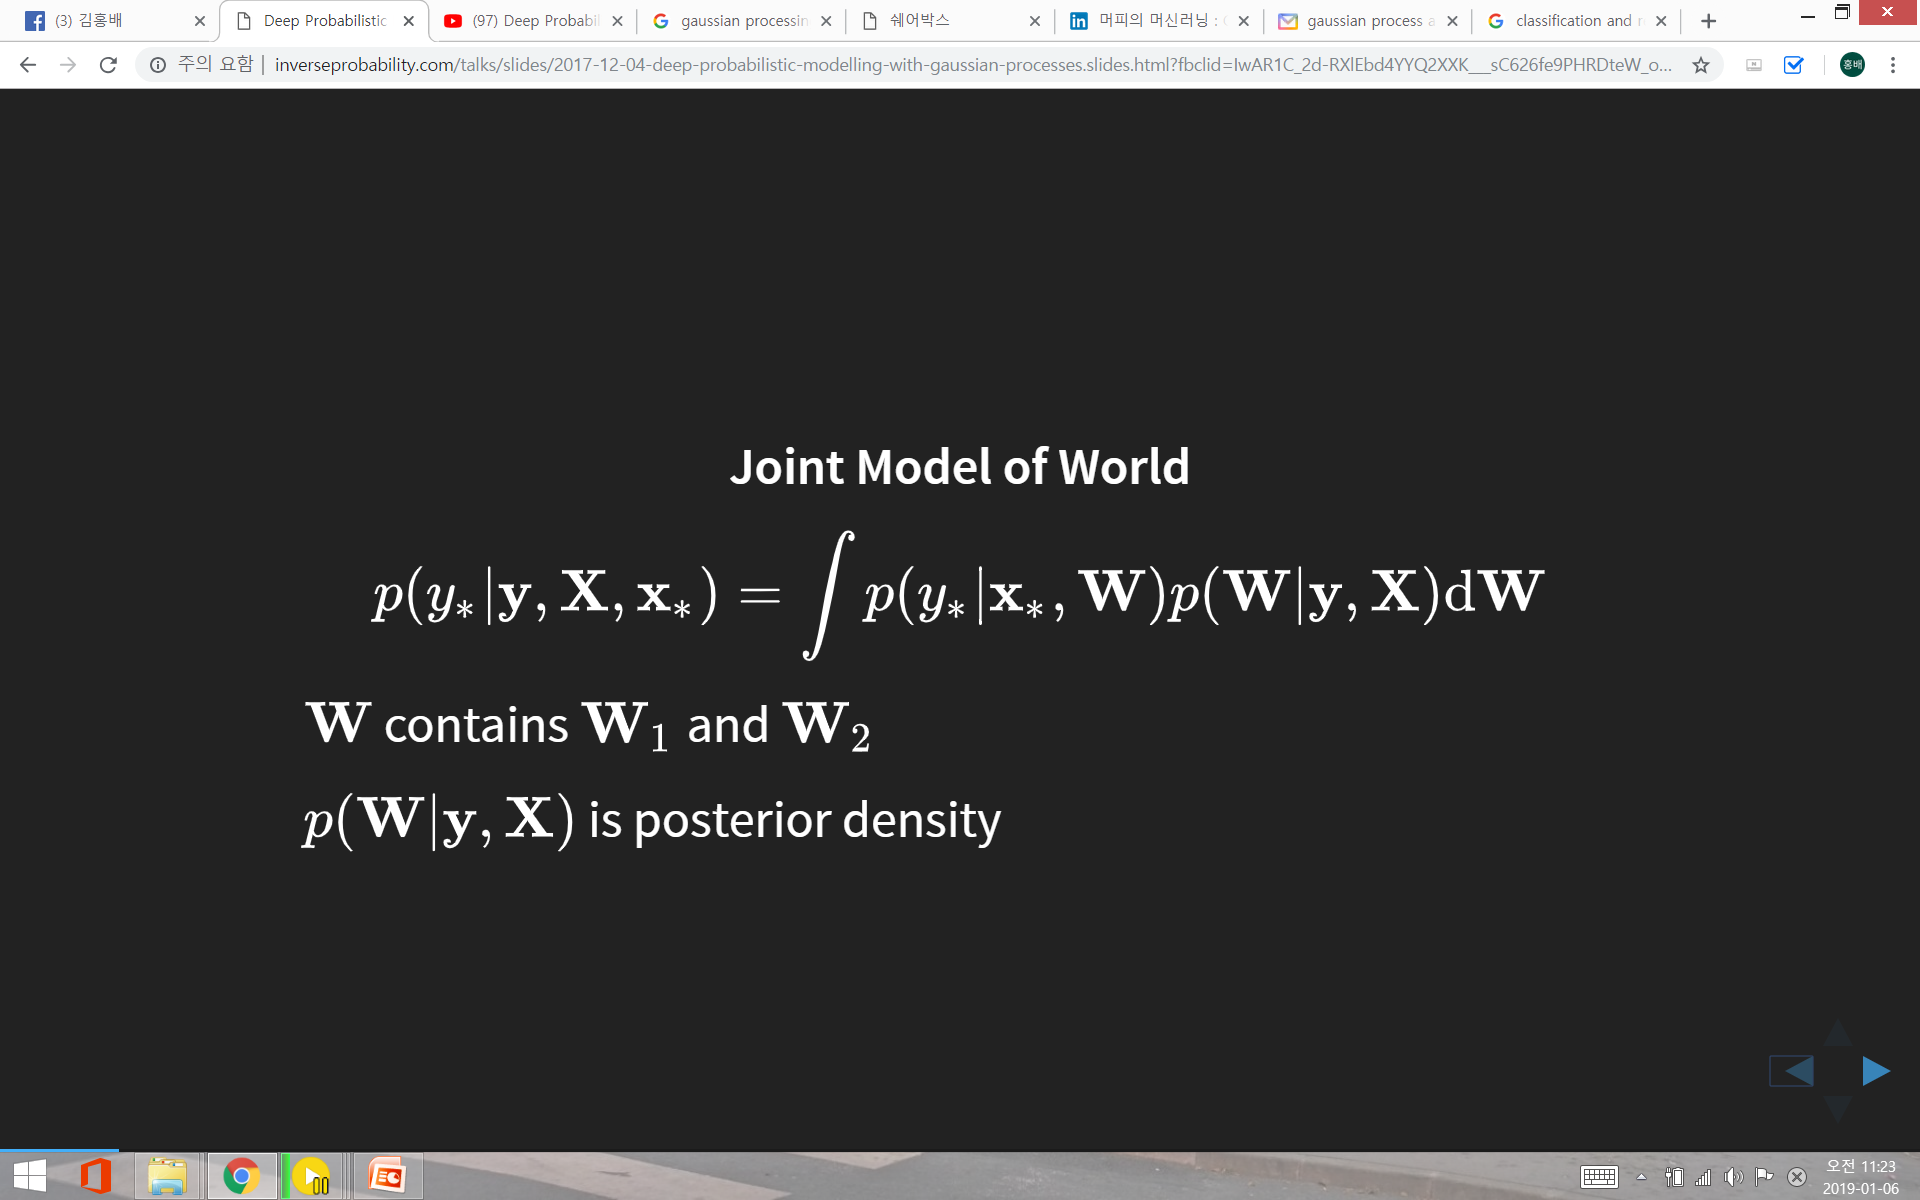 (3) 김홍배
Deep Probabilistic
(97) Deep Probabil
gaussian processin
쉐어박스
머피의 머신러닝 :
gaussian process a
classification and r
주의 요함 | inverseprobability.com/talks/slides/2017-12-04-deep-probabilistic-modelling-with-gaussian-processes.slides.html?fbclid=IwAR1C_2d-RXlEbd4YYQ2XXK___sC626fe9PHRDteW_o...
홍배
Joint Model of World
p(y∗|y, X, x∗) = ∫ p(y∗|x∗, W)p(W|y, X)dW
W contains W₁ and W₂
p(W|y, X) is posterior density
오전 11:23
2019-01-06